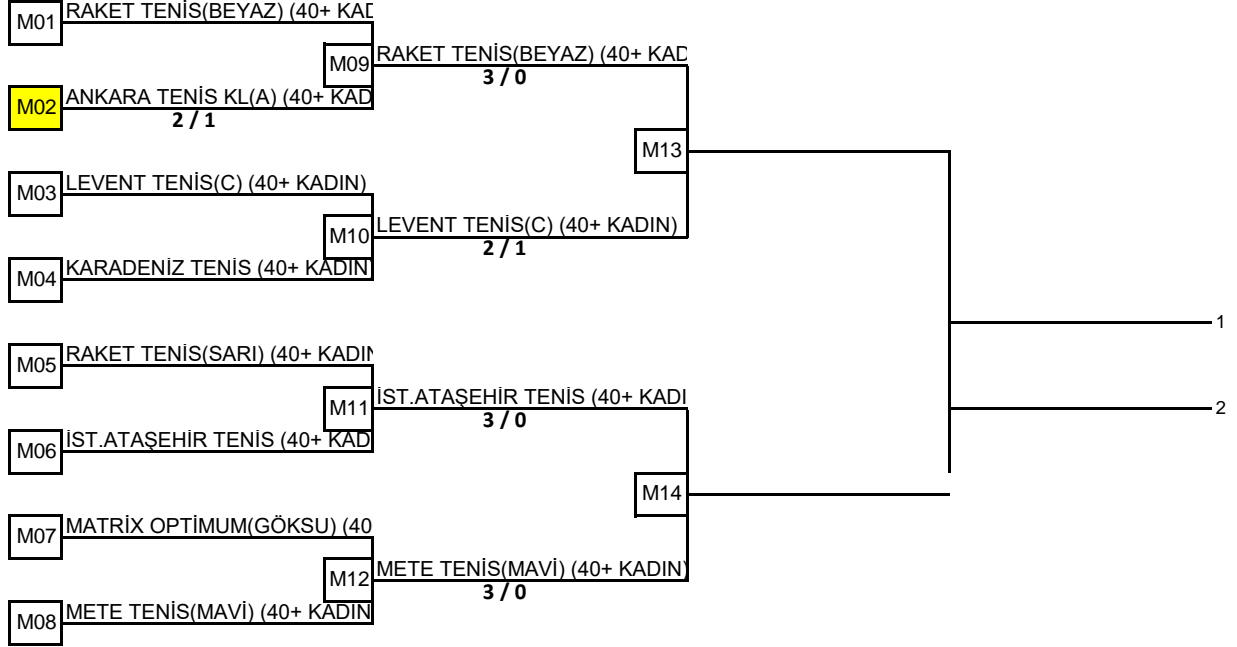 M01 RAKET TENİS(BEYAZ) (40+ KAD
M09 RAKET TENİS(BEYAZ) (40+ KAD
3 / 0
M02 ANKARA TENİS KL(A) (40+ KAD
2 / 1
M13
M03 LEVENT TENİS(C) (40+ KADIN)
M10 LEVENT TENİS(C) (40+ KADIN)
2 / 1
M04 KARADENİZ TENİS (40+ KADIN)
1
M05 RAKET TENİS(SARI) (40+ KADIN
M11 İST.ATAŞEHİR TENİS (40+ KADI
3 / 0
2
M06 İST.ATAŞEHİR TENİS (40+ KAD
M14
M07 MATRİX OPTİMUM(GÖKSU) (40
M12 METE TENİS(MAVİ) (40+ KADIN)
3 / 0
M08 METE TENİS(MAVİ) (40+ KADIN